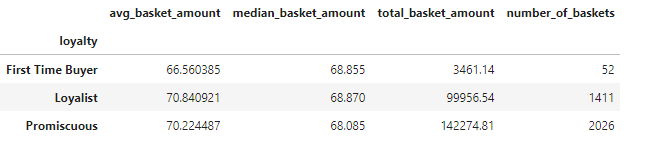 avg_basket_amount median_basket_amount total_basket_amount number_of_baskets
loyalty
First Time Buyer 66.560385 68.855 3461.14 52
Loyalist 70.840921 68.870 99956.54 1411
Promiscuous 70.224487 68.085 142274.81 2026